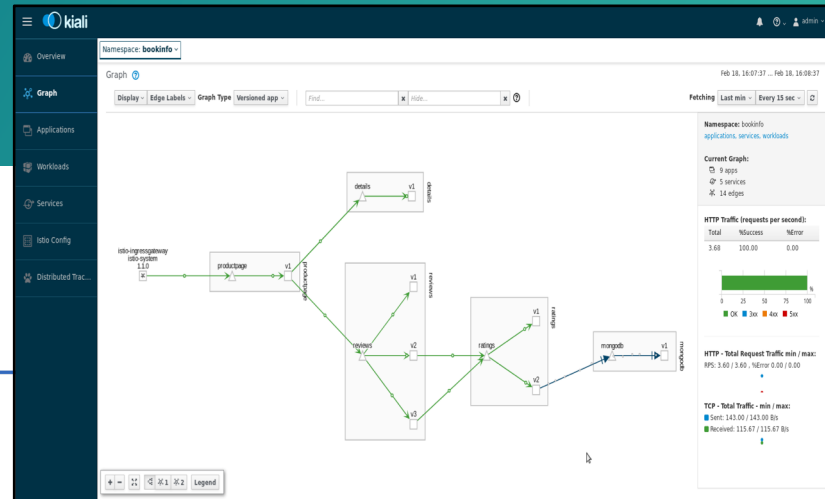 kiali
admin
Namespace: bookinfo
Overview
Graph
Applications
Workloads
Services
Istio Config
Distributed Trac...
Graph
Feb 18, 16:07:37 ... Feb 18, 16:08:37
Display
Edge Labels
Graph Type
Versioned app
Find...
x
Hide...
x
Fetching
Last min
Every 15 sec
Namespace: bookinfo
applications, services, workloads
Current Graph:
9 apps
5 services
14 edges
HTTP Traffic (requests per second):
Total %Success %Error
3.68 100.00 0.00
%
0 25 50 75 100
OK 3xx 4xx 5xx
HTTP - Total Request Traffic min / max:
RPS: 3.60 / 3.60 , %Error 0.00 / 0.00
TCP - Total Traffic - min / max:
Sent: 143.00 / 143.00 B/s
Received: 115.67 / 115.67 B/s
details
v1
details
istio-ingressgateway
istio-system
1.1.0
productpage
v1
productpage
reviews
v1
v2
v3
reviews
ratings
v1
v2
ratings
mongodb
v1
mongodb
+ -
1
2
Legend